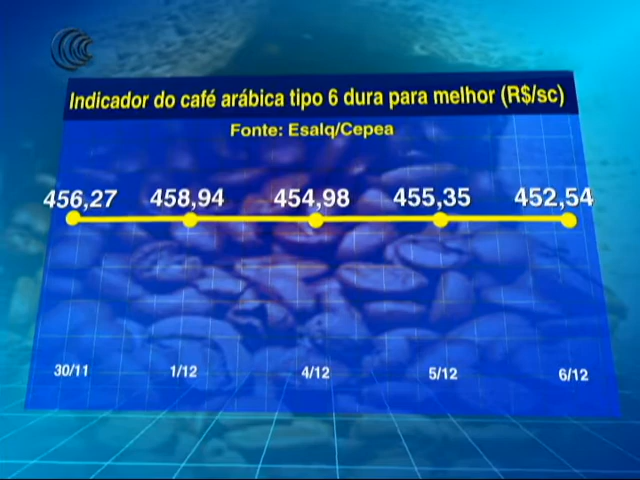 Indicador do café arábica tipo 6 dura para melhor (R$/sc)
Fonte: Esalq/Cepea
456,27 458,94 454,98 455,35 452,54
30/11 1/12 4/12 5/12 6/12